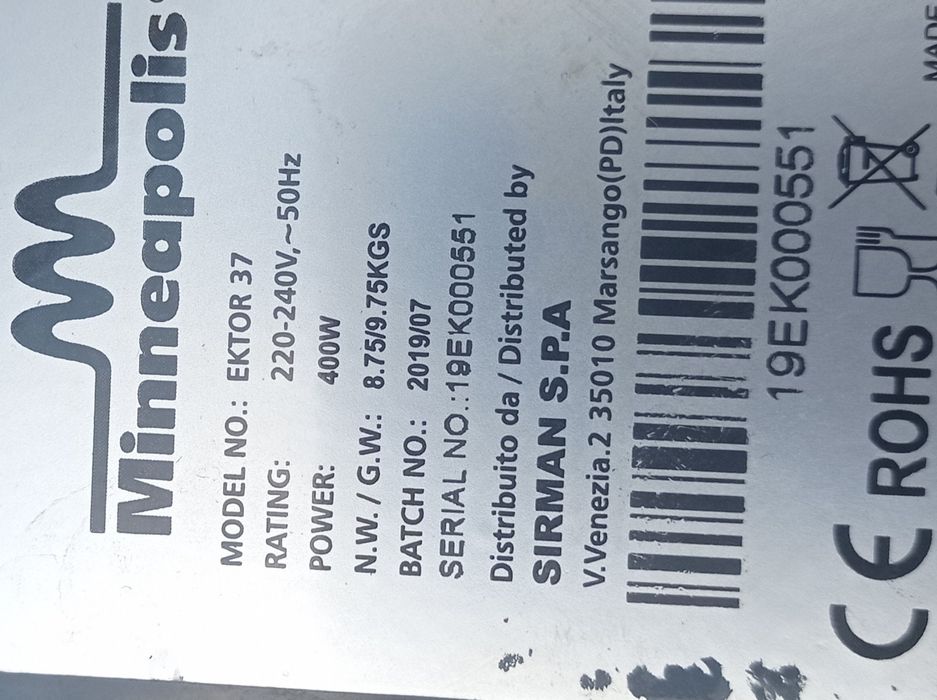 Minneapolis
MODEL NO.: EKTOR 37
RATING: 220-240V,~50Hz
POWER: 400W
N.W. / G.W.: 8.75/9.75KGS
BATCH NO.: 2019/07
SERIAL NO.:19EK000551
Distribuito da / Distributed by
SIRMAN S.P.A
V.Venezia.2 35010 Marsango(PD)Italy
19EK000551
CE ROHS
MADE